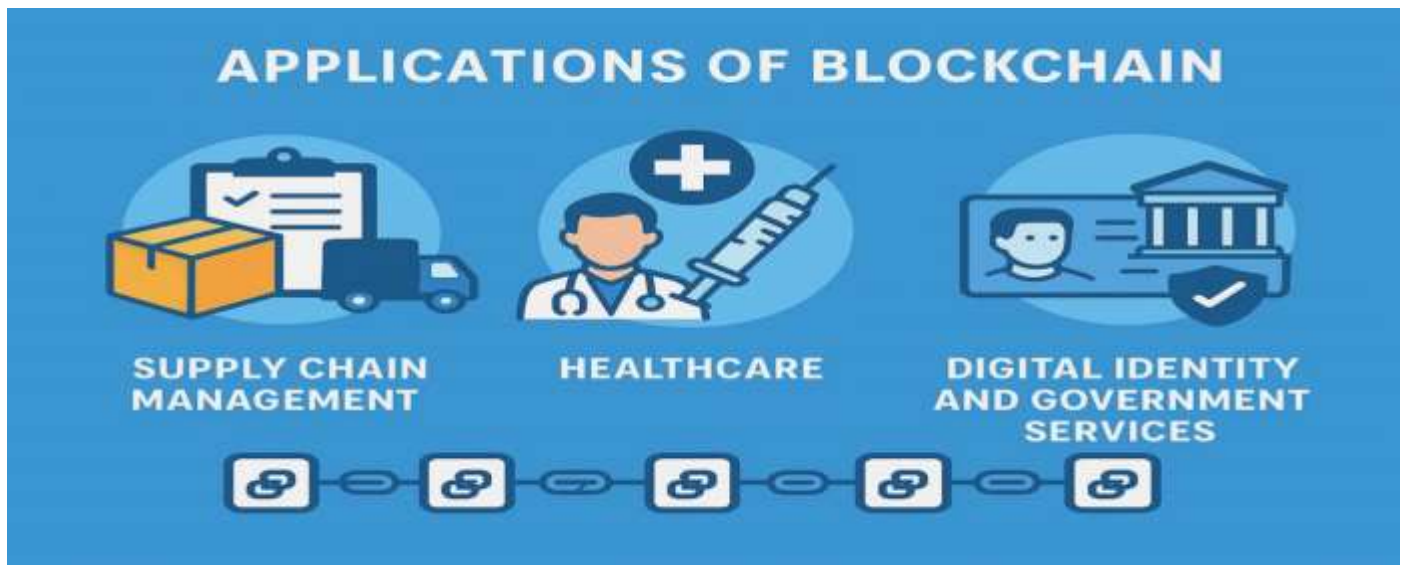 APPLICATIONS OF BLOCKCHAIN
SUPPLY CHAIN
MANAGEMENT
HEALTHCARE
DIGITAL IDENTITY
AND GOVERNMENT
SERVICES